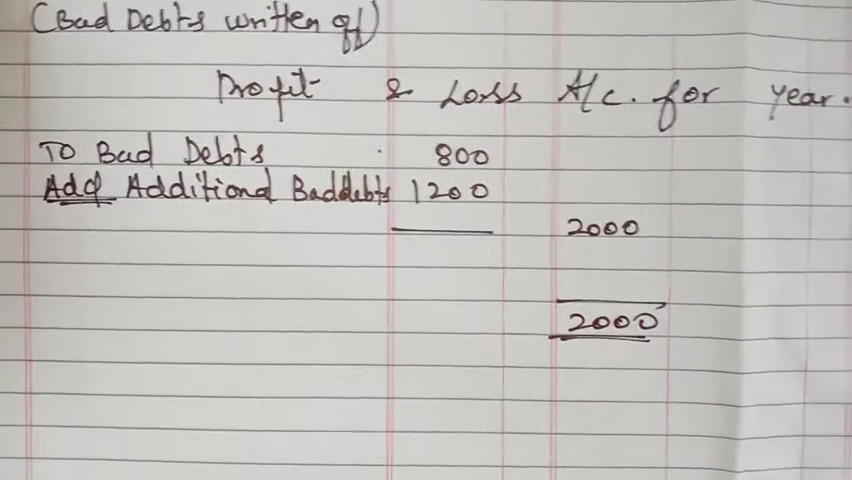 (Bad Debts written off)
Profit & Loss A/c. for year.
TO Bad Debts 800
Add Additional Baddebts 1200
2000
2000